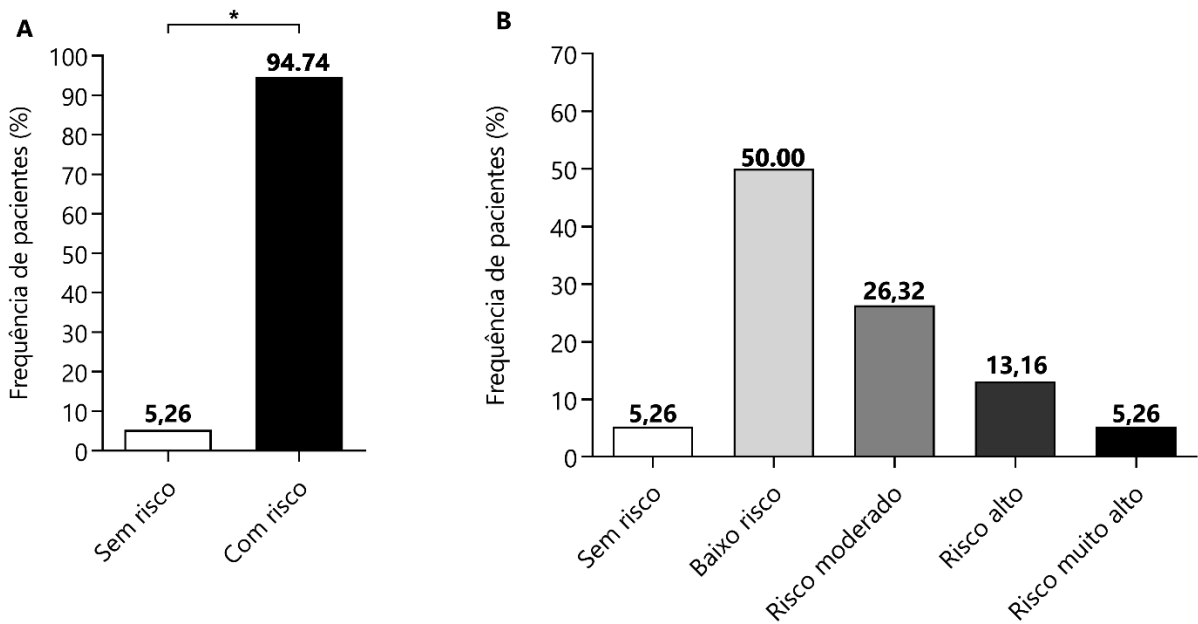 A
*
Frequência de pacientes (%)
100
90
80
70
60
50
40
30
20
10
0
5,26
94.74
Sem risco
Com risco
B
Frequência de pacientes (%)
70
60
50
40
30
20
10
0
5,26
50.00
26,32
13,16
5,26
Sem risco
Baixo risco
Risco moderado
Risco alto
Risco muito alto